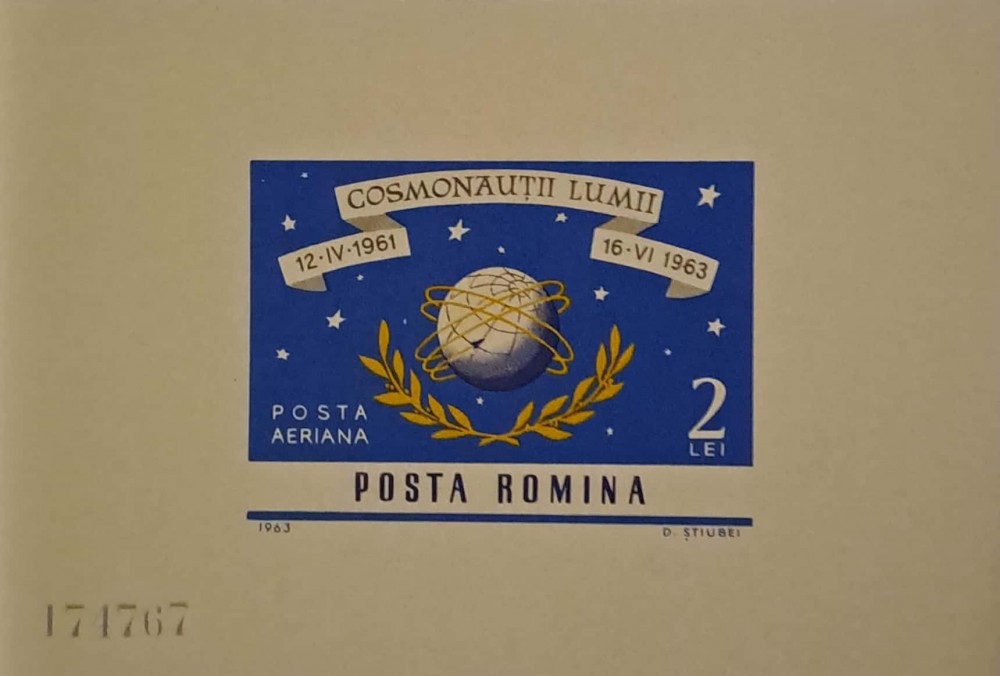 COSMONAUȚII LUMII
12·IV·1961
16·VI 1963
POSTA
AERIANA
2
LEI
POSTA ROMINA
1963
D. ȘTIUBEI
174767